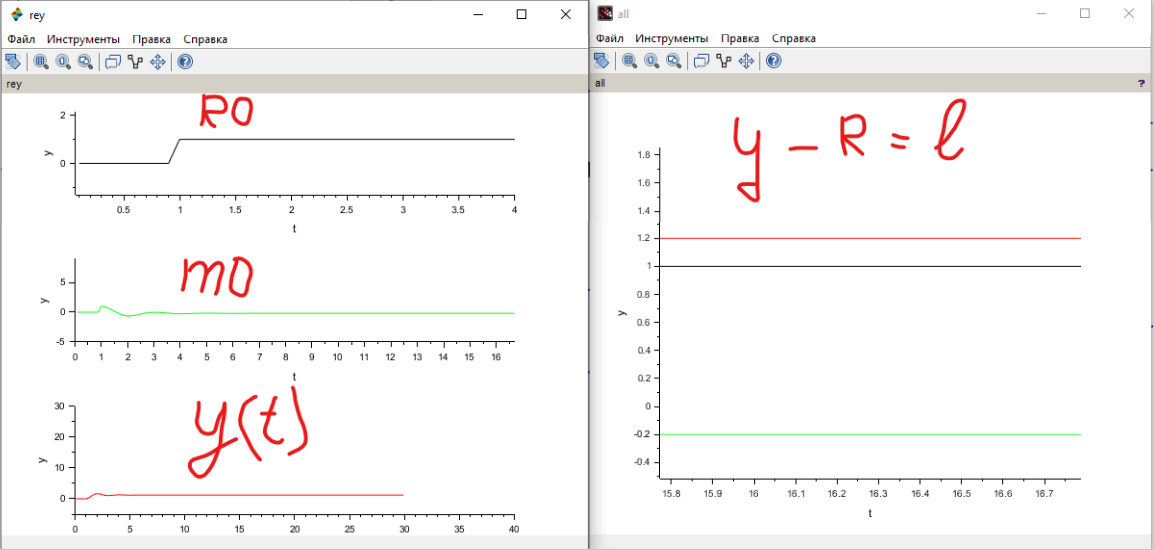 rey
Файл Инструменты Правка Справка
rey
R0
2
0
y
0.5 1 1.5 2 2.5 3 3.5 4
t
m0
5
0
-5
y
0 1 2 3 4 5 6 7 8 9 10 11 12 13 14 15 16
t
y(t)
30
20
10
0
y
0 5 10 15 20 25 30 35 40
all
Файл Инструменты Правка Справка
all ?
y - R = l
1.8
1.6
1.4
1.2
1
0.8
0.6
0.4
0.2
0
-0.2
-0.4
y
15.8 15.9 16 16.1 16.2 16.3 16.4 16.5 16.6 16.7
t